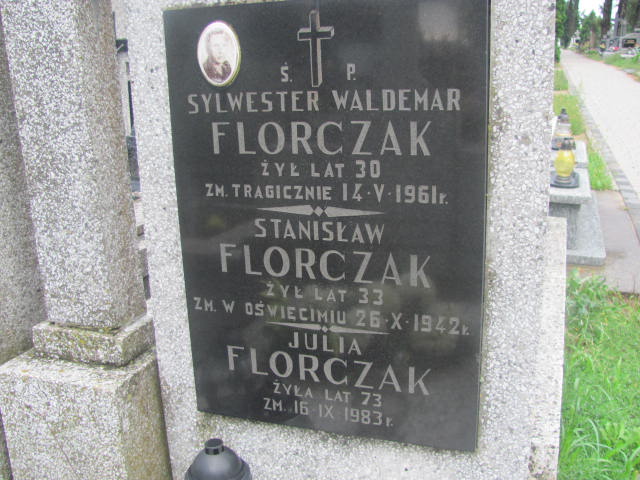 Ś. P.
SYLWESTER WALDEMAR
FLORCZAK
ŻYŁ LAT 30
ZM. TRAGICZNIE 14·V·1961r.
STANISŁAW
FLORCZAK
ŻYŁ LAT 33
ZM. W OŚWIĘCIMIU 26·X·1942r.
JULIA
FLORCZAK
ŻYŁA LAT 73
ZM. 16·IX·1983r.